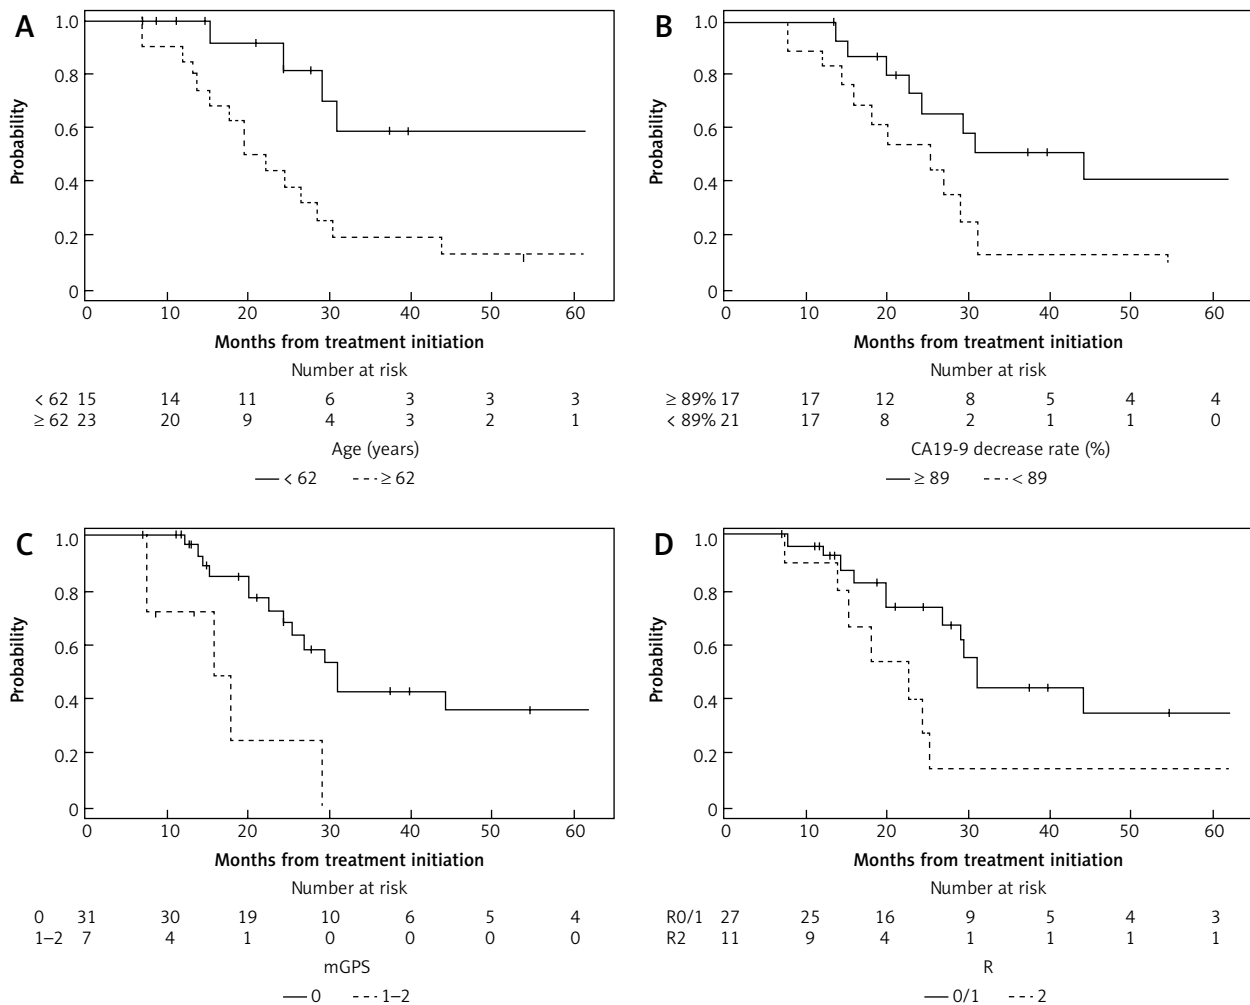 A
Probability
1.0
0.8
0.6
0.4
0.2
0
0 10 20 30 40 50 60
Months from treatment initiation
Number at risk
< 62 15 14 11 6 3 3 3
≥ 62 23 20 9 4 3 2 1
Age (years)
< 62 ≥ 62
B
Probability
1.0
0.8
0.6
0.4
0.2
0
0 10 20 30 40 50 60
Months from treatment initiation
Number at risk
≥ 89% 17 17 12 8 5 4 4
< 89% 21 17 8 2 1 1 0
CA19-9 decrease rate (%)
≥ 89 < 89
C
Probability
1.0
0.8
0.6
0.4
0.2
0
0 10 20 30 40 50 60
Months from treatment initiation
Number at risk
0 31 30 19 10 6 5 4
1–2 7 4 1 0 0 0 0
mGPS
0 1–2
D
Probability
1.0
0.8
0.6
0.4
0.2
0
0 10 20 30 40 50 60
Months from treatment initiation
Number at risk
R0/1 27 25 16 9 5 4 3
R2 11 9 4 1 1 1 1
R
0/1 2